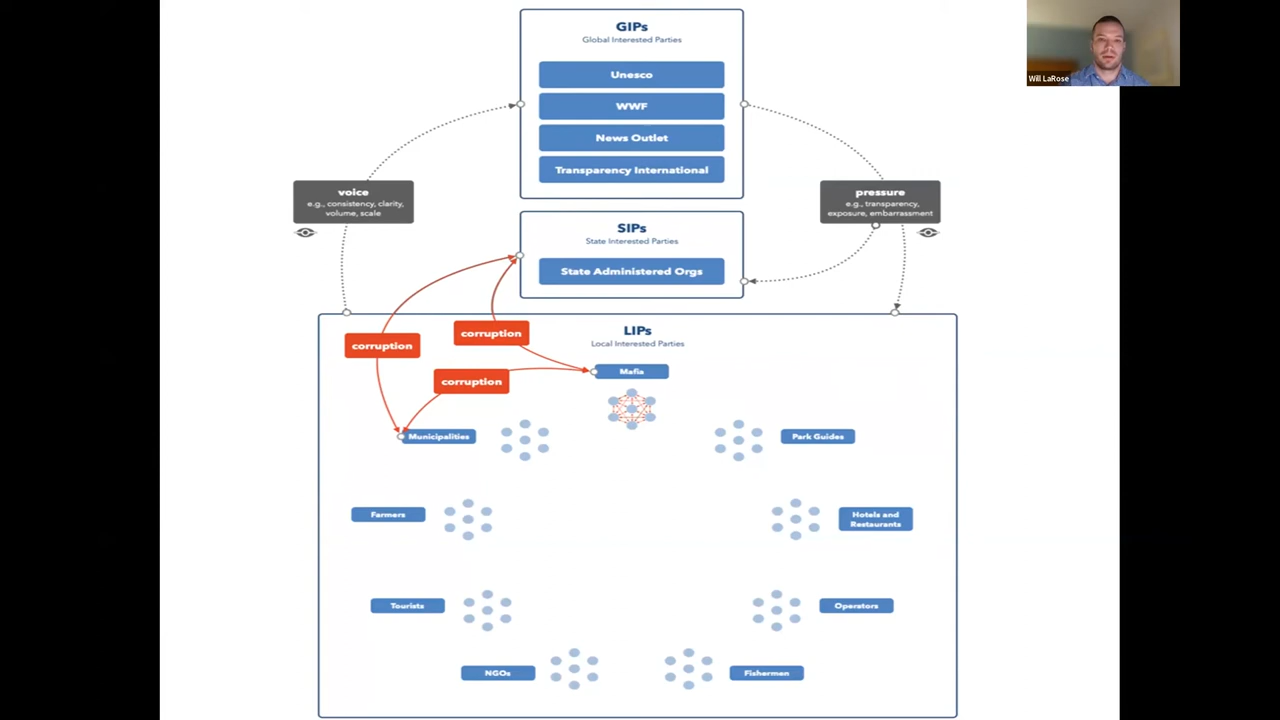 GIPs
Global Interested Parties
Unesco
WWF
News Outlet
Transparency International
Will LaRose
voice
e.g., consistency, clarity,
volume, scale
pressure
e.g., transparency,
exposure, embarrassment
SIPs
State Interested Parties
State Administered Orgs
LIPs
Local Interested Parties
corruption
corruption
corruption
Mafia
Municipalities
Park Guides
Farmers
Hotels and
Restaurants
Tourists
Operators
NGOs
Fishermen